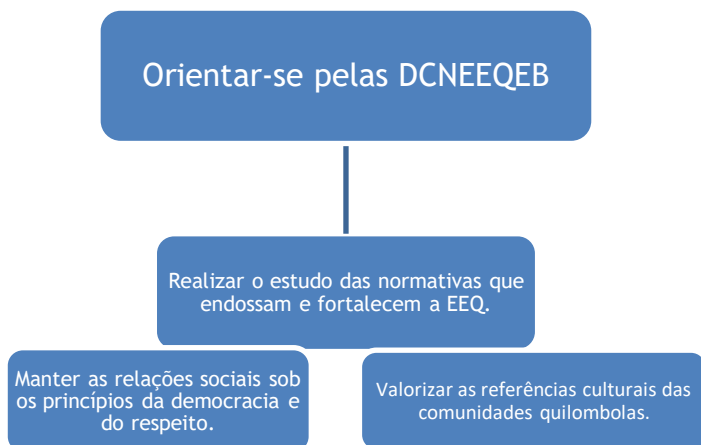 Orientar-se pelas DCNEEQEB
Realizar o estudo das normativas que
endossam e fortalecem a EEQ.
Manter as relações sociais sob
os princípios da democracia e
do respeito.
Valorizar as referências culturais das
comunidades quilombolas.